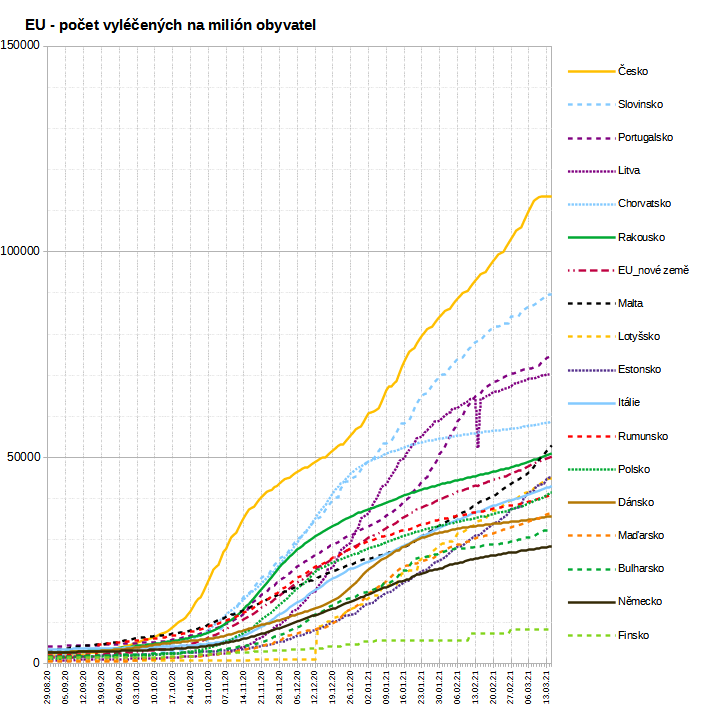 EU - počet vyléčených na milión obyvatel
150000
100000
50000
0
Česko
Slovinsko
Portugalsko
Litva
Chorvatsko
Rakousko
EU_nové země
Malta
Lotyšsko
Estonsko
Itálie
Rumunsko
Polsko
Dánsko
Maďarsko
Bulharsko
Německo
Finsko
29.08.20
05.09.20
12.09.20
19.09.20
26.09.20
03.10.20
10.10.20
17.10.20
24.10.20
31.10.20
07.11.20
14.11.20
21.11.20
28.11.20
05.12.20
12.12.20
19.12.20
26.12.20
02.01.21
09.01.21
16.01.21
23.01.21
30.01.21
06.02.21
13.02.21
20.02.21
27.02.21
06.03.21
13.03.21